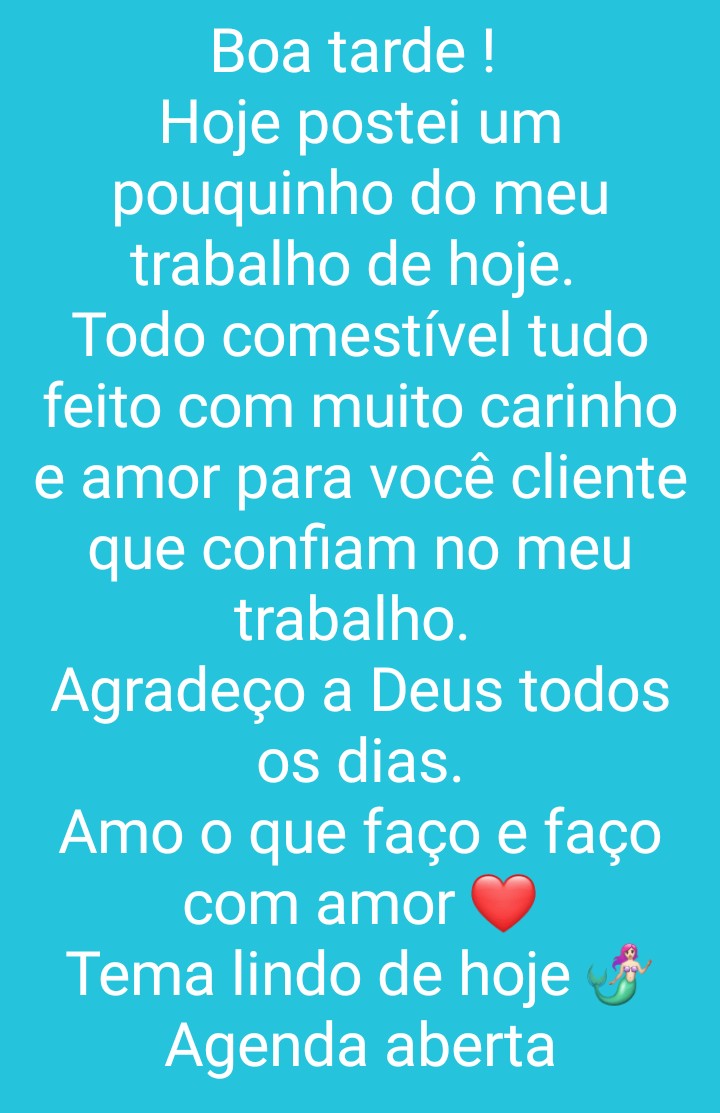 Boa tarde !
Hoje postei um
pouquinho do meu
trabalho de hoje.
Todo comestível tudo
feito com muito carinho
e amor para você cliente
que confiam no meu
trabalho.
Agradeço a Deus todos
os dias.
Amo o que faço e faço
com amor ❤️
Tema lindo de hoje 🧜🏻‍♀️
Agenda aberta